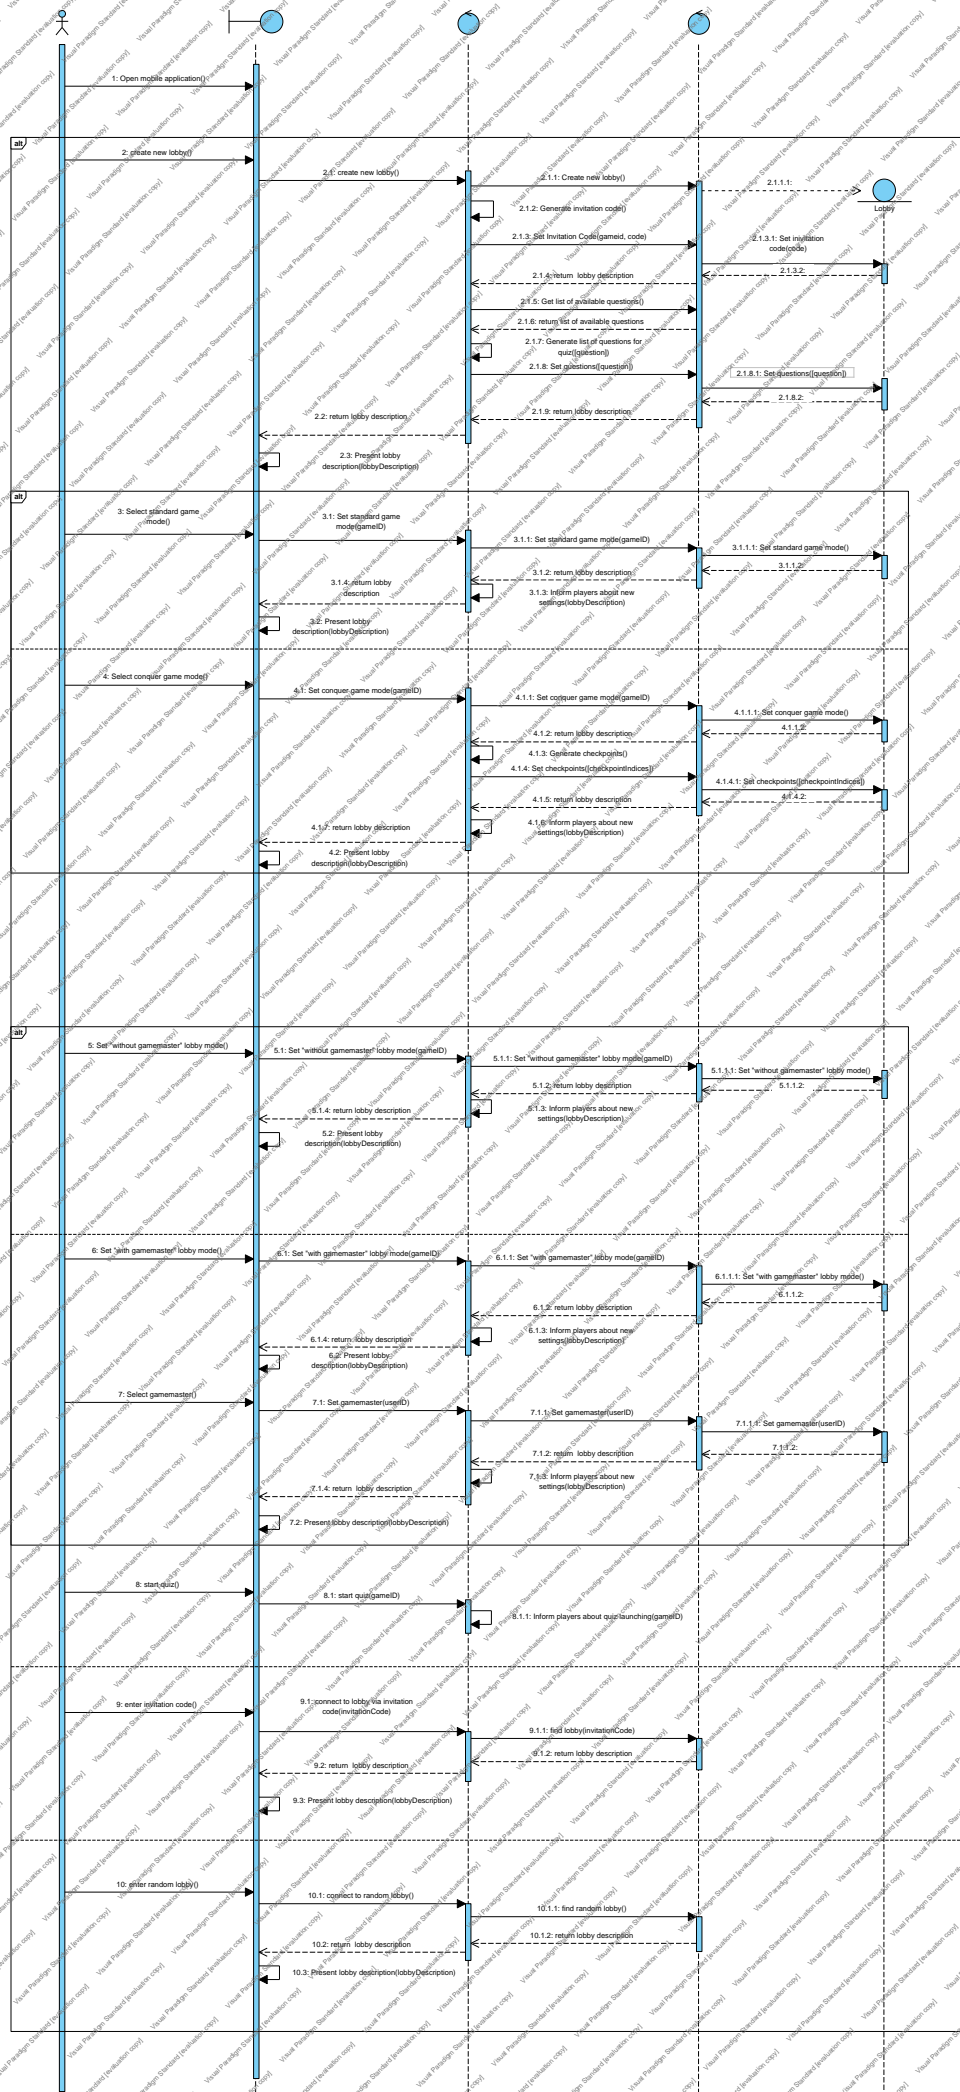 1: Open mobile application()
alt
2: create new lobby()
2.1: create new lobby()
2.1.1: Create new lobby()
2.1.1.1:
Lobby
2.1.2: Generate invitation code()
2.1.3: Set Invitation Code(gameid, code)
2.1.3.1: Set inivitation
code(code)
2.1.3.2:
2.1.4: return  lobby description
2.1.5: Get list of available questions()
2.1.6: return list of available questions
2.1.7: Generate list of questions for
quiz([question])
2.1.8: Set questions([question])
2.1.8.1: Set questions([question])
2.1.8.2:
2.1.9: return lobby description
2.2: return lobby description
2.3: Present lobby
description(lobbyDescription)
alt
3: Select standard game
mode()
3.1: Set standard game
mode(gameID)
3.1.1: Set standard game mode(gameID)
3.1.1.1: Set standard game mode()
3.1.1.2:
3.1.2: return lobby description
3.1.3: Inform players about new
settings(lobbyDescription)
3.1.4: return lobby
description
3.2: Present lobby
description(lobbyDescription)
4: Select conquer game mode()
4.1: Set conquer game mode(gameID)
4.1.1: Set conquer game mode(gameID)
4.1.1.1: Set conquer game mode()
4.1.1.2:
4.1.2: return lobby description
4.1.3: Generate checkpoints()
4.1.4: Set checkpoints([checkpointIndices])
4.1.4.1: Set checkpoints([checkpointIndices])
4.1.4.2:
4.1.5: return lobby description
4.1.6: Inform players about new
settings(lobbyDescription)
4.1.7: return lobby description
4.2: Present lobby
description(lobbyDescription)
alt
5: Set "without gamemaster" lobby mode()
5.1: Set "without gamemaster" lobby mode(gameID)
5.1.1: Set "without gamemaster" lobby mode(gameID)
5.1.1.1: Set "without gamemaster" lobby mode()
5.1.1.2:
5.1.2: return lobby description
5.1.3: Inform players about new
settings(lobbyDescription)
5.1.4: return lobby description
5.2: Present lobby
description(lobbyDescription)
6: Set "with gamemaster" lobby mode()
6.1: Set "with gamemaster" lobby mode(gameID)
6.1.1: Set "with gamemaster" lobby mode(gameID)
6.1.1.1: Set "with gamemaster" lobby mode()
6.1.1.2:
6.1.2: return lobby description
6.1.3: Inform players about new
settings(lobbyDescription)
6.1.4: return  lobby description
6.2: Present lobby
description(lobbyDescription)
7: Select gamemaster()
7.1: Set gamemaster(userID)
7.1.1: Set gamemaster(userID)
7.1.1.1: Set gamemaster(userID)
7.1.1.2:
7.1.2: return  lobby description
7.1.3: Inform players about new
settings(lobbyDescription)
7.1.4: return  lobby description
7.2: Present lobby description(lobbyDescription)
8: start quiz()
8.1: start quiz(gameID)
8.1.1: Inform players about quiz launching(gameID)
9: enter invitation code()
9.1: connect to lobby via invitation
code(invitationCode)
9.1.1: find lobby(invitationCode)
9.1.2: return lobby description
9.2: return  lobby description
9.3: Present lobby description(lobbyDescription)
10: enter random lobby()
10.1: connect to random lobby()
10.1.1: find random lobby()
10.1.2: return lobby description
10.2: return  lobby description
10.3: Present lobby description(lobbyDescription)
Visual Paradigm Standard [evaluation copy]